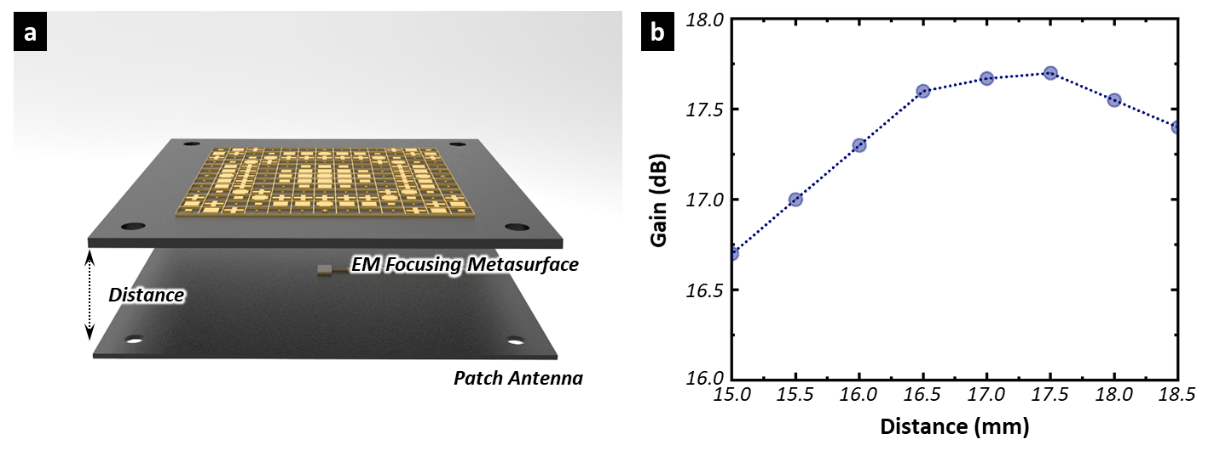 a
EM Focusing Metasurface
Distance
Patch Antenna
b
18.0
17.5
17.0
16.5
16.0
Gain (dB)
15.0 15.5 16.0 16.5 17.0 17.5 18.0 18.5
Distance (mm)